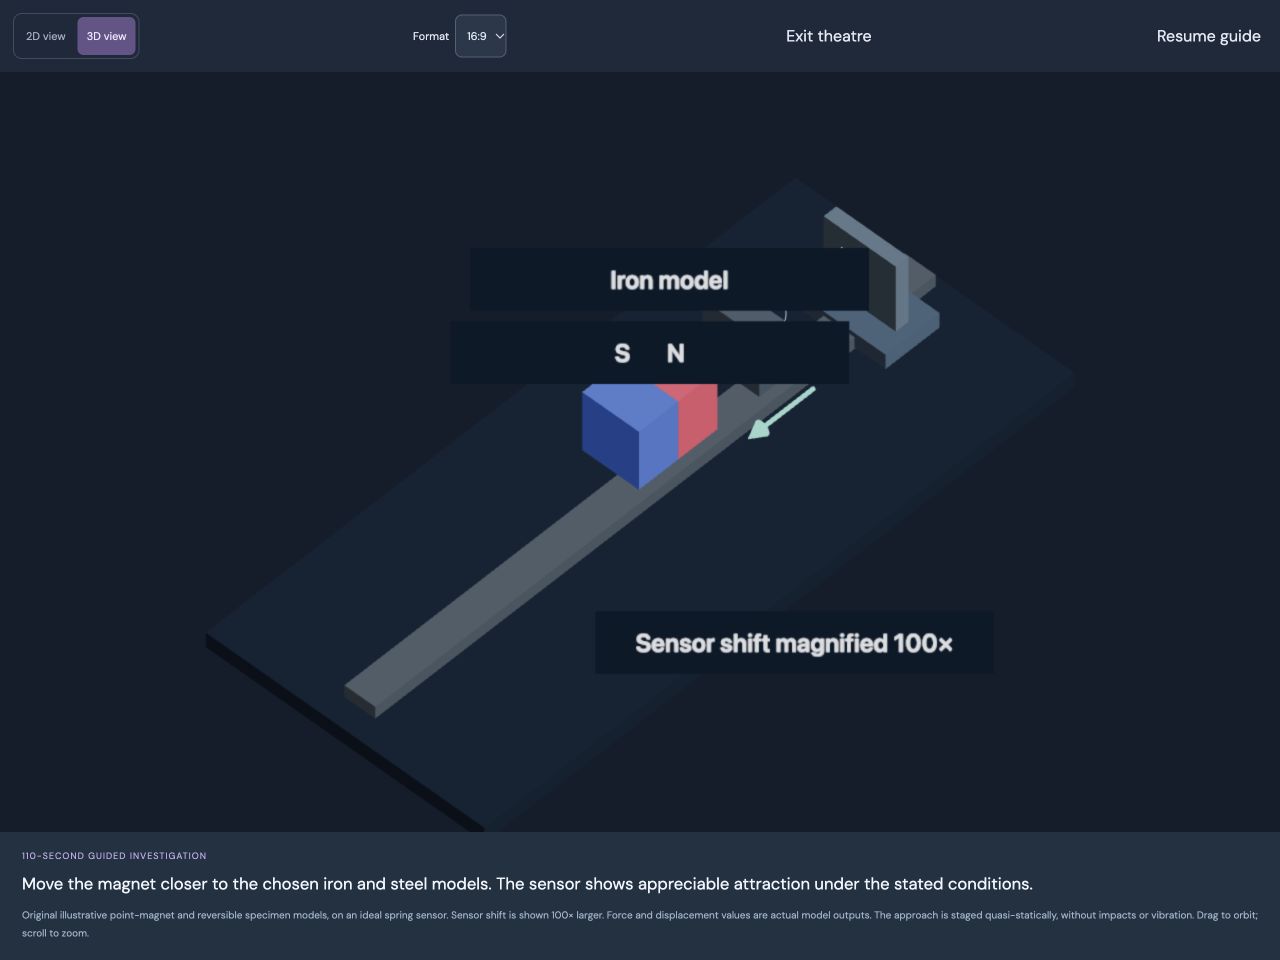 2D view
3D view
Format
16:9
Exit theatre
Resume guide
Iron model
S N
Sensor shift magnified 100×
110-SECOND GUIDED INVESTIGATION
Move the magnet closer to the chosen iron and steel models. The sensor shows appreciable attraction under the stated conditions.
Original illustrative point-magnet and reversible specimen models, on an ideal spring sensor. Sensor shift is shown 100× larger. Force and displacement values are actual model outputs. The approach is staged quasi-statically, without impacts or vibration. Drag to orbit;
scroll to zoom.